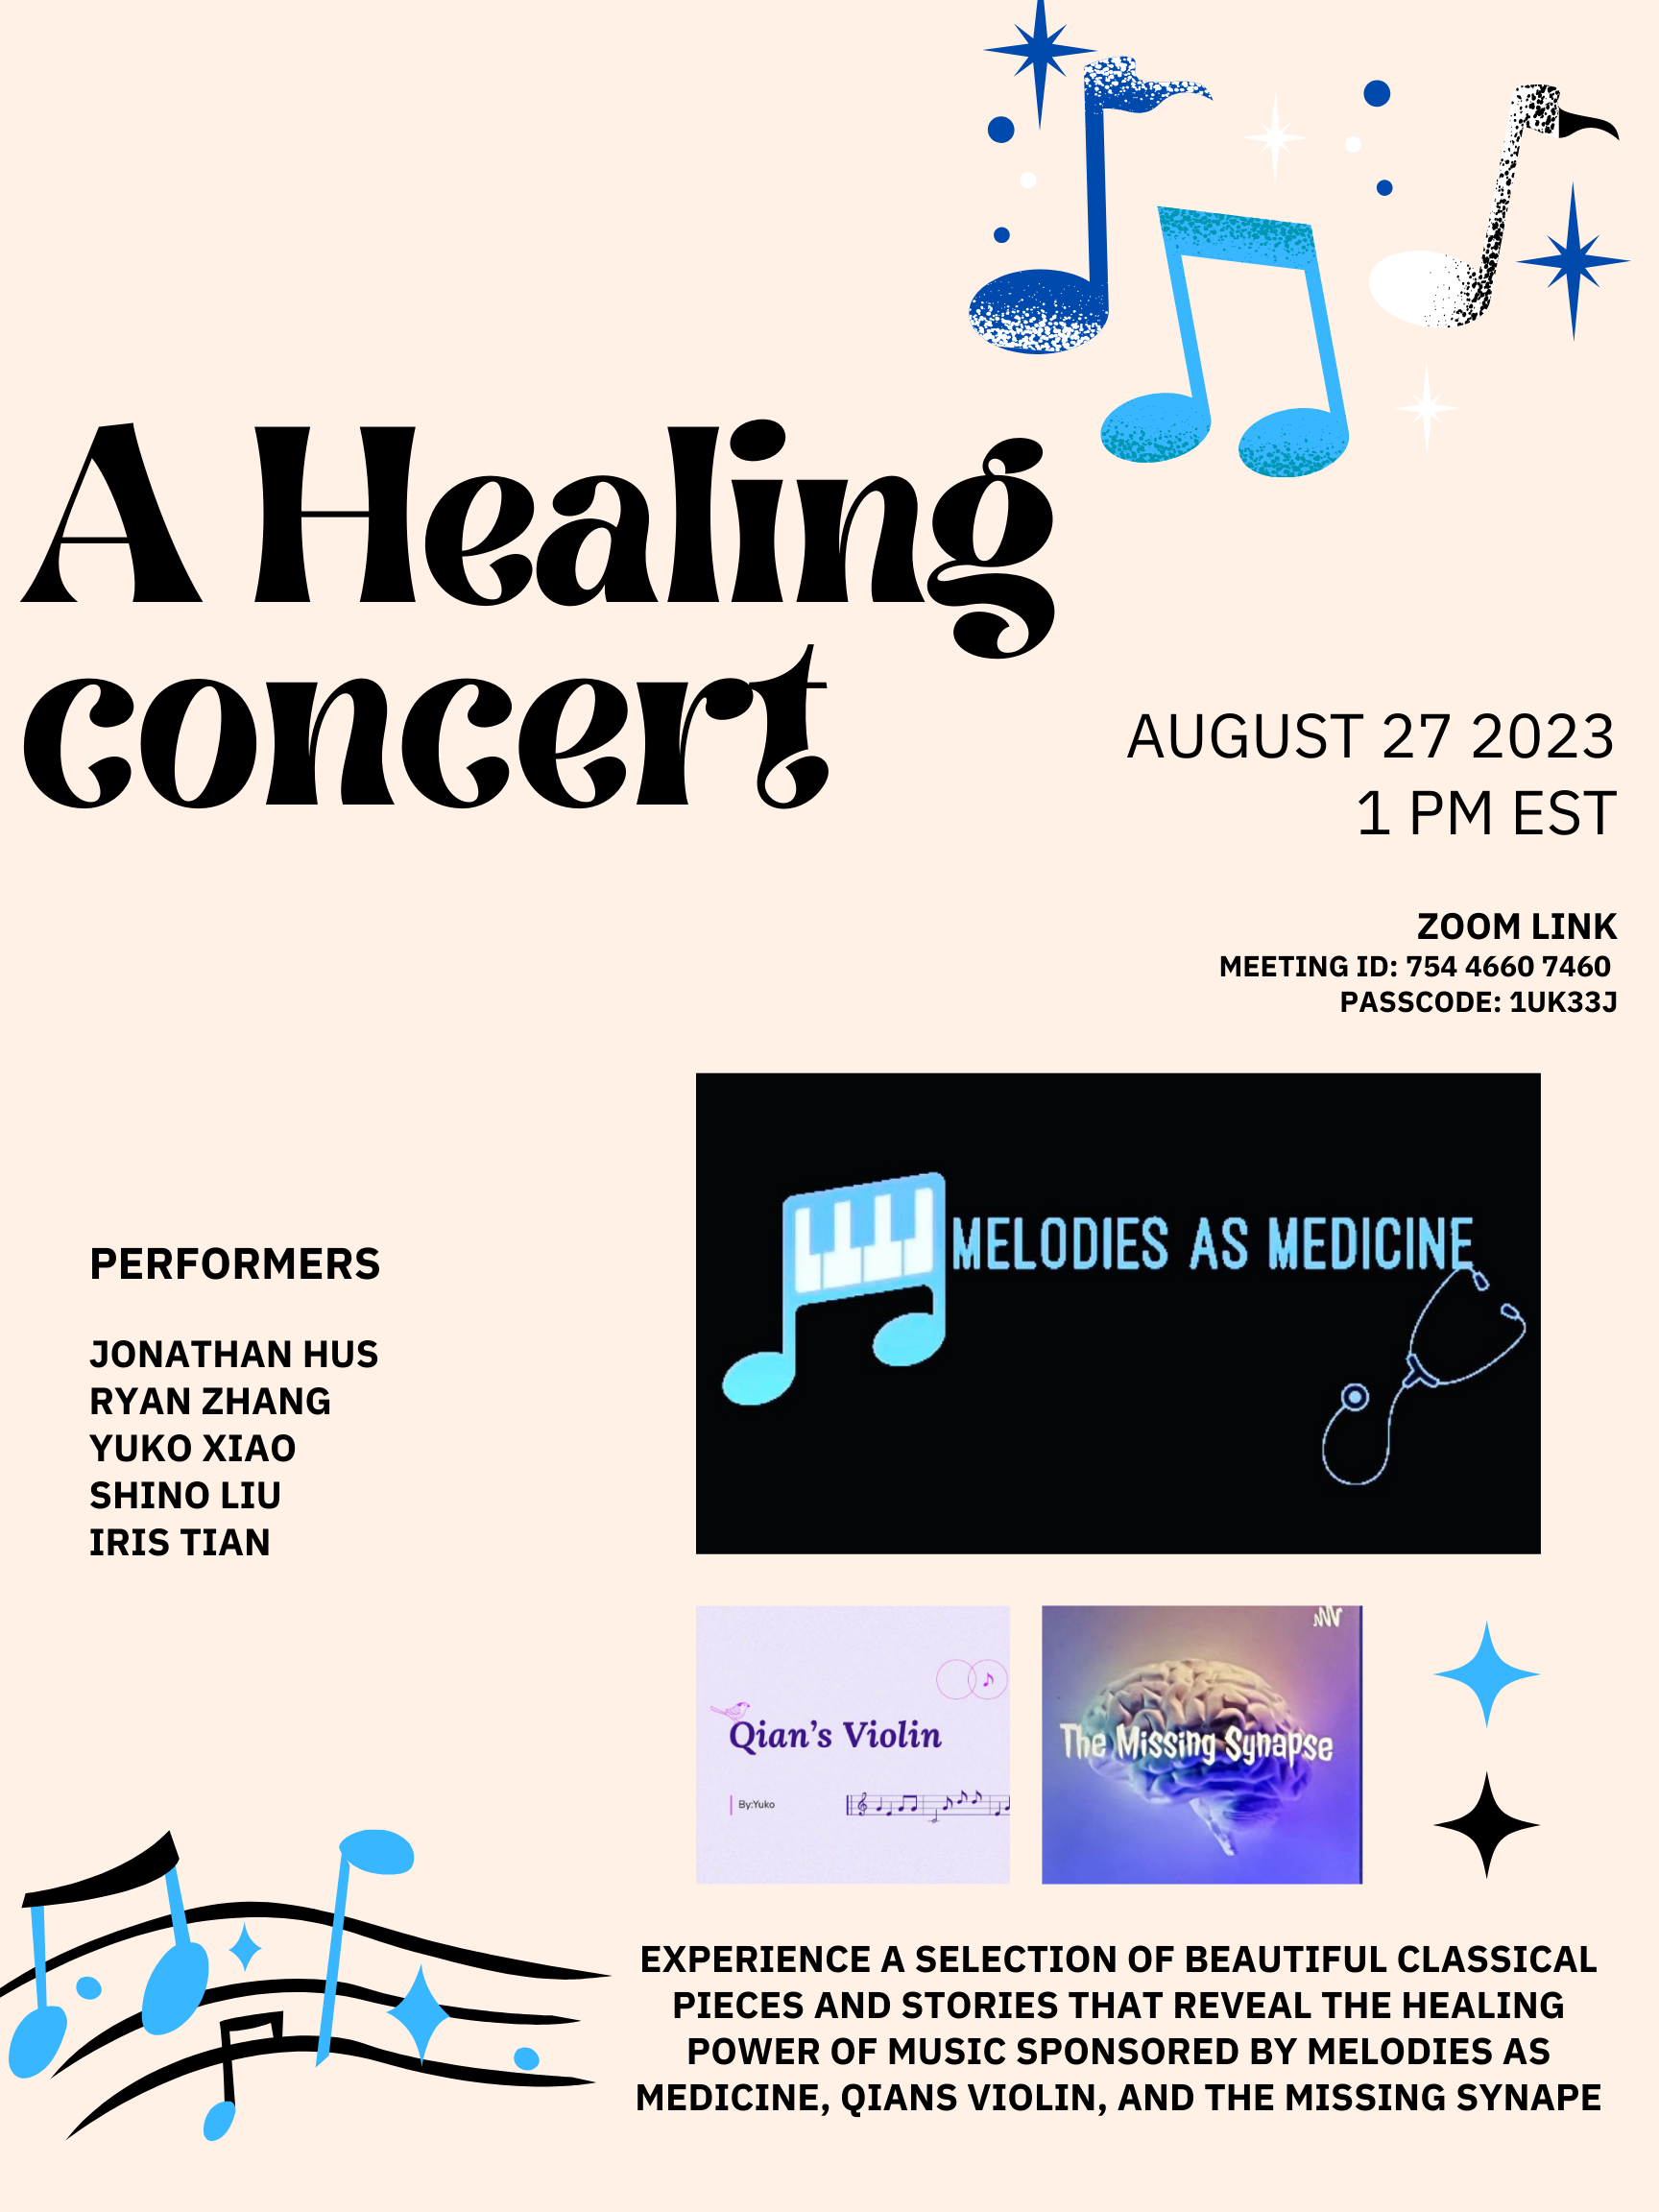 A Healing
concert
AUGUST 27 2023
1 PM EST
ZOOM LINK
MEETING ID: 754 4660 7460
PASSCODE: 1UK33J
MELODIES AS MEDICINE
PERFORMERS
JONATHAN HUS
RYAN ZHANG
YUKO XIAO
SHINO LIU
IRIS TIAN
Qian's Violin
By:Yuko
The Missing Synapse
EXPERIENCE A SELECTION OF BEAUTIFUL CLASSICAL
PIECES AND STORIES THAT REVEAL THE HEALING
POWER OF MUSIC SPONSORED BY MELODIES AS
MEDICINE, QIANS VIOLIN, AND THE MISSING SYNAPE